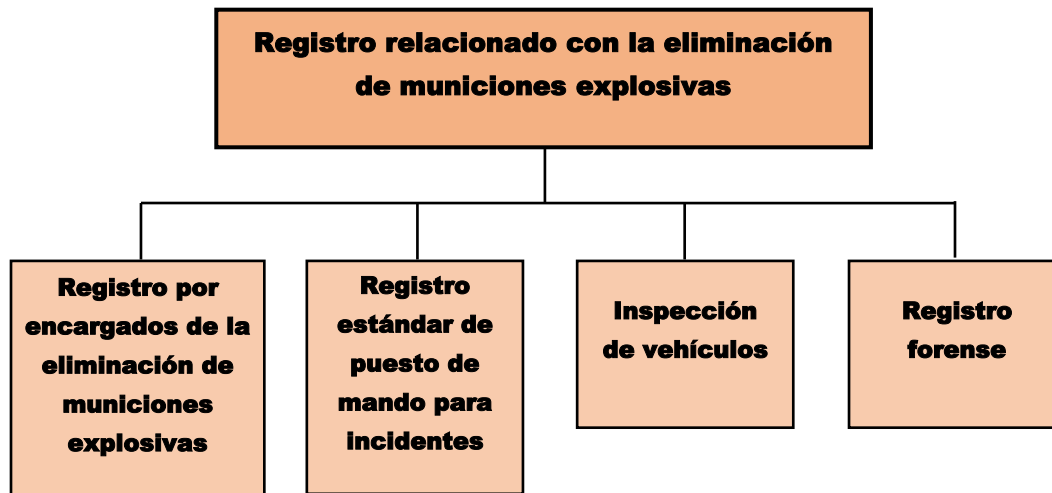 Registro relacionado con la eliminación
de municiones explosivas
Registro por
encargados de la
eliminación de
municiones
explosivas
Registro
estándar de
puesto de
mando para
incidentes
Inspección
de vehículos
Registro
forense